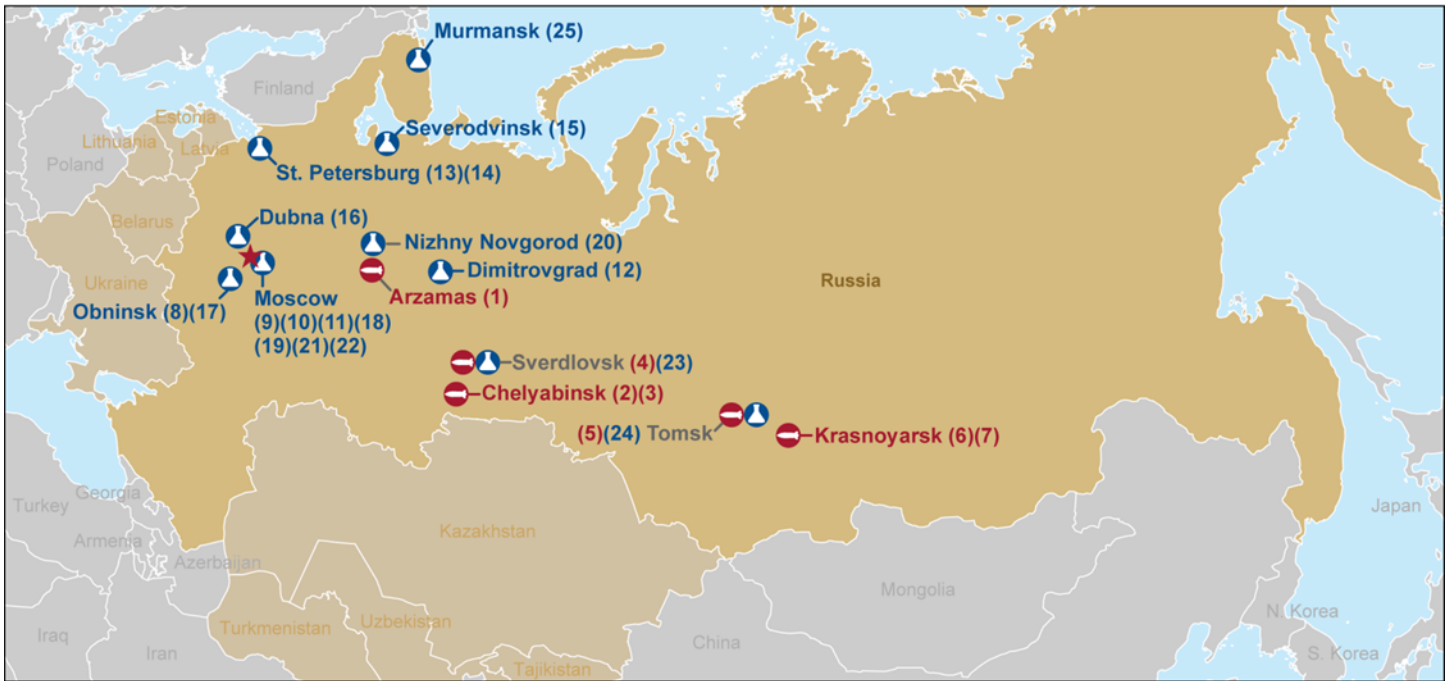 Murmansk (25)
Finland
Severodvinsk (15)
Estonia
Lithuania
Latvia
Poland
St. Petersburg (13)(14)
Belarus
Dubna (16)
Nizhny Novgorod (20)
Dimitrovgrad (12)
Ukraine
Russia
Arzamas (1)
Obninsk (8)(17)
Moscow
(9)(10)(11)(18)
(19)(21)(22)
Sverdlovsk (4)(23)
Chelyabinsk (2)(3)
(5)(24) Tomsk
Krasnoyarsk (6)(7)
Georgia
Turkey
Japan
Armenia
Kazakhstan
Azerbaijan
Mongolia
N. Korea
Uzbekistan
Turkmenistan
Iraq
Iran
China
S. Korea
Tajikistan